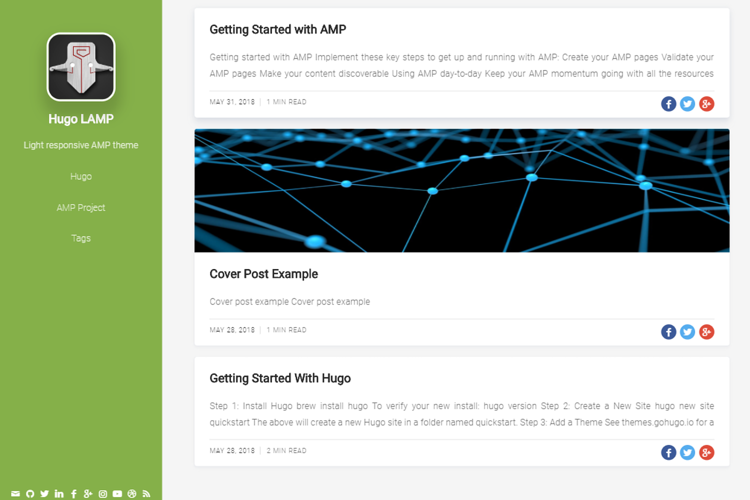 Hugo LAMP
Light responsive AMP theme
Hugo
AMP Project
Tags
Getting Started with AMP
Getting started with AMP Implement these key steps to get up and running with AMP: Create your AMP pages Validate your
AMP pages Make your content discoverable Using AMP day-to-day Keep your AMP momentum going with all the resources
MAY 31, 2018 | 1 MIN READ
Cover Post Example
Cover post example Cover post example
MAY 28, 2018 | 1 MIN READ
Getting Started With Hugo
Step 1: Install Hugo brew install hugo To verify your new install: hugo version Step 2: Create a New Site hugo new site
quickstart The above will create a new Hugo site in a folder named quickstart. Step 3: Add a Theme See themes.gohugo.io for a
MAY 28, 2018 | 2 MIN READ